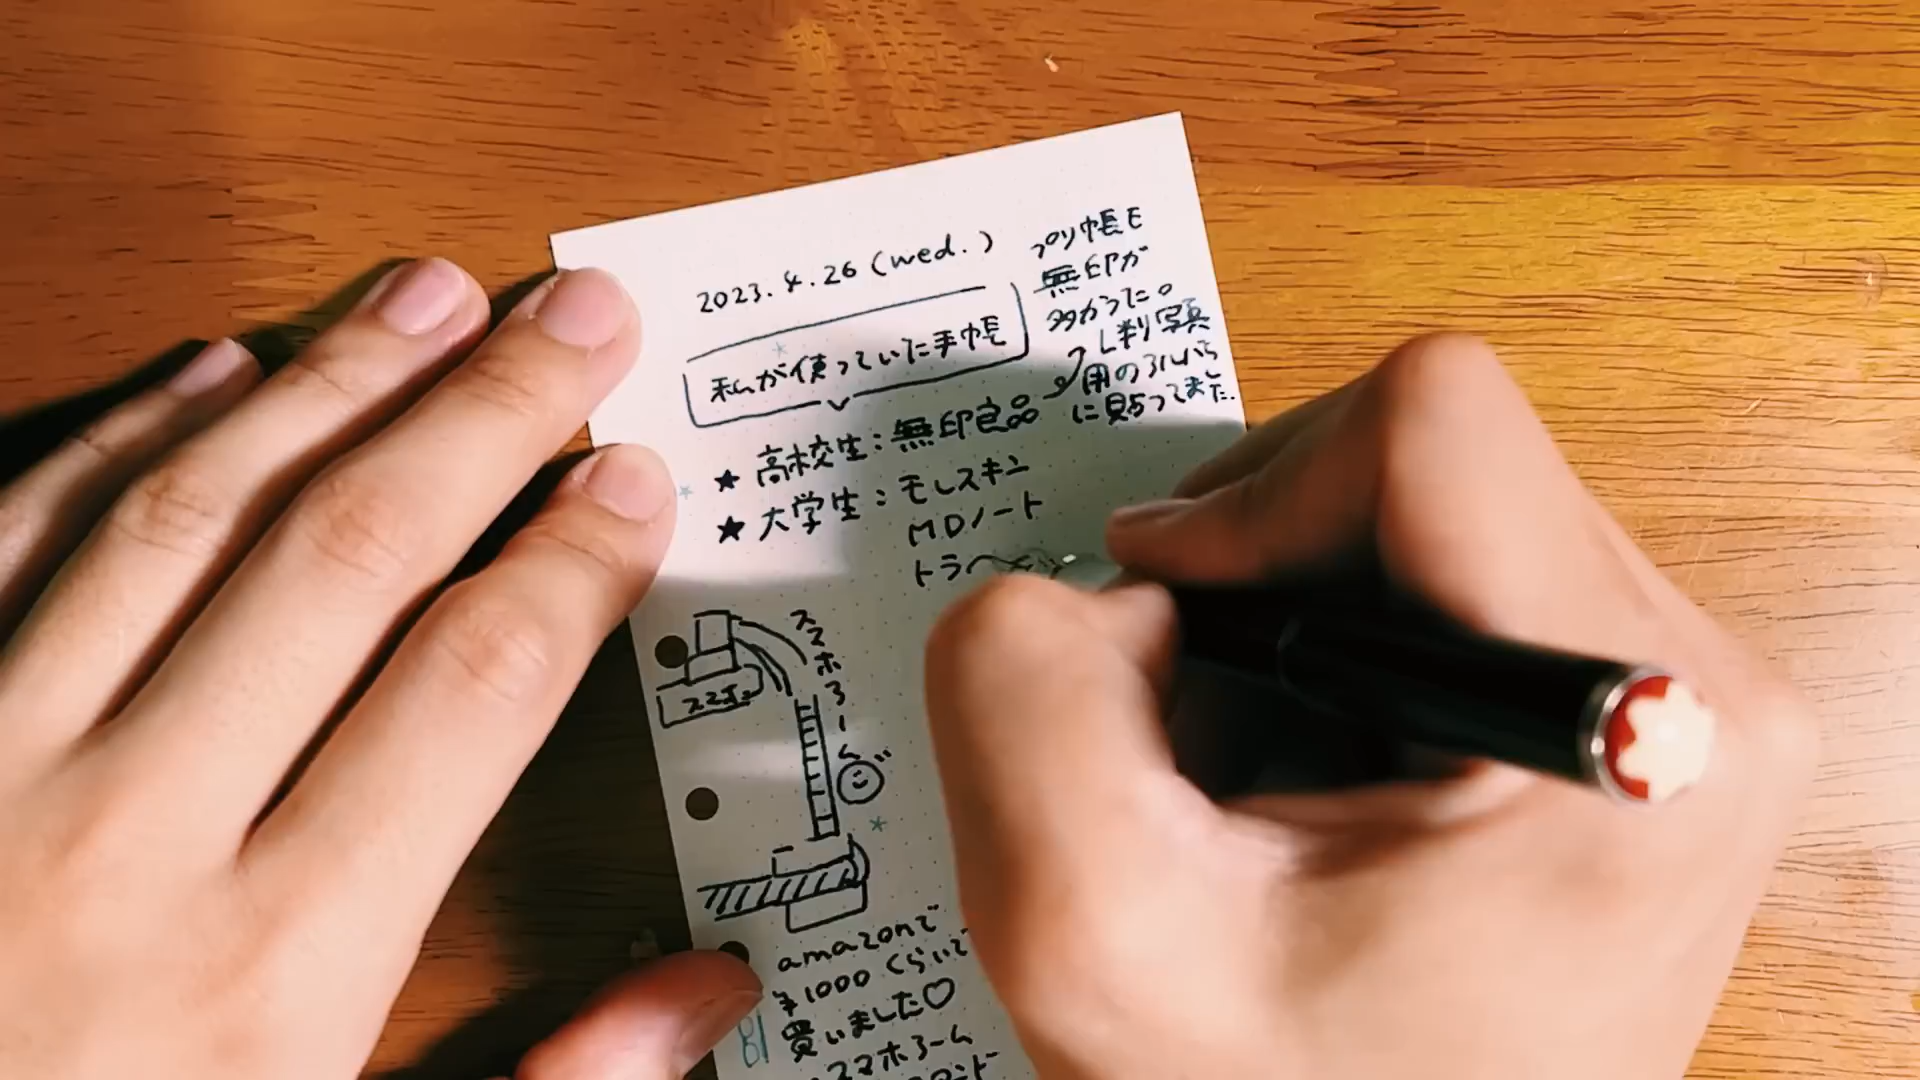 2023.4.26 (wed.)
私が使っていた手帳
プリ帳も
無印が
多かった。
L判写真
用のアルバム
に貼ってました.
★ 高校生:無印良品
★ 大学生:モレスキン
MDノート
トラベ
スマホ
スマホアーム
amazonで
¥1000くらいで
買いました♡
スマホアーム